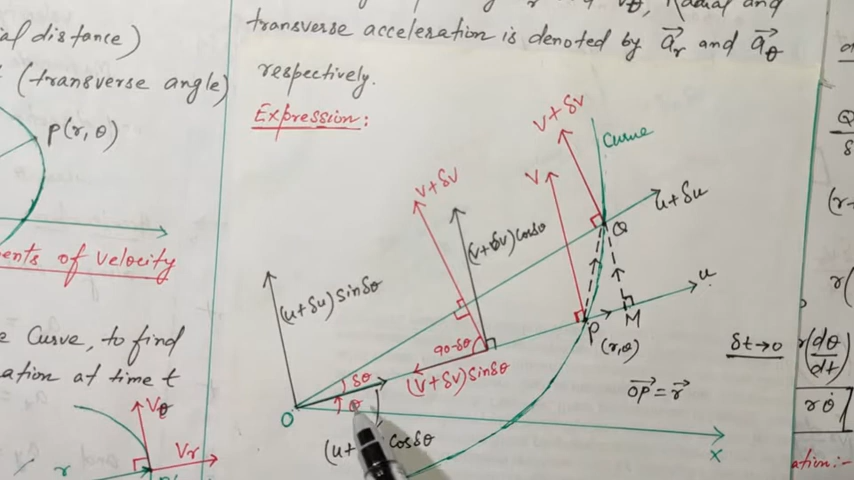 al distance)
(transverse angle)
P(r, θ)
ents of velocity
e Curve, to find
ation at time t
Vθ
Vr
r
Radial and
transverse acceleration is denoted by a⃗r and a⃗θ
respectively.
Expression:
V+δV
V+δV
V
Curve
u+δu
(v+δv)cosδθ
Q
u
(u+δu)sinδθ
P
M
(r,θ)
90-δθ
δθ
(V+δV)sinδθ
θ
O
OP⃗ = r⃗
δt→0
(u+ cosδθ
x
Q
δ
(r+
r(
r(dθ/dt)
rθ̇
ation:-